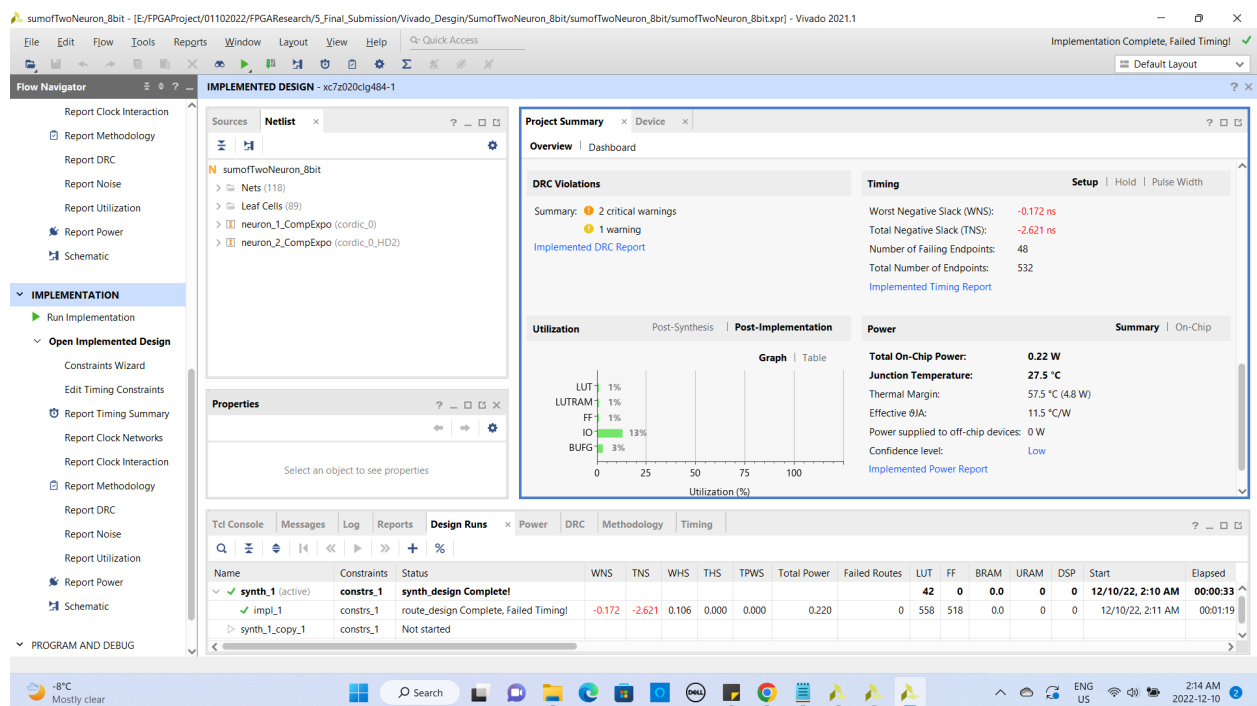 sumofTwoNeuron_8bit - [E:/FPGAProject/01102022/FPGAResearch/5_Final_Submission/Vivado_Desgin/SumofTwoNeuron_8bit/sumofTwoNeuron_8bit/sumofTwoNeuron_8bit.xpr] - Vivado 2021.1
File Edit Flow Tools Reports Window Layout View Help Q- Quick Access Implementation Complete, Failed Timing!
Default Layout
Flow Navigator
IMPLEMENTED DESIGN - xc7z020clg484-1
Report Clock Interaction
Report Methodology
Report DRC
Report Noise
Report Utilization
Report Power
Schematic
IMPLEMENTATION
Run Implementation
Open Implemented Design
Constraints Wizard
Edit Timing Constraints
Report Timing Summary
Report Clock Networks
Report Clock Interaction
Report Methodology
Report DRC
Report Noise
Report Utilization
Report Power
Schematic
PROGRAM AND DEBUG
Sources Netlist
N sumofTwoNeuron_8bit
Nets (118)
Leaf Cells (89)
neuron_1_CompExpo (cordic_0)
neuron_2_CompExpo (cordic_0_HD2)
Properties
Select an object to see properties
Project Summary Device
Overview Dashboard
DRC Violations
Summary: 2 critical warnings
1 warning
Implemented DRC Report
Timing Setup Hold Pulse Width
Worst Negative Slack (WNS): -0.172 ns
Total Negative Slack (TNS): -2.621 ns
Number of Failing Endpoints: 48
Total Number of Endpoints: 532
Implemented Timing Report
Utilization Post-Synthesis Post-Implementation
Graph Table
LUT 1%
LUTRAM 1%
FF 1%
IO 13%
BUFG 3%
0 25 50 75 100
Utilization (%)
Power Summary On-Chip
Total On-Chip Power: 0.22 W
Junction Temperature: 27.5 °C
Thermal Margin: 57.5 °C (4.8 W)
Effective ϑJA: 11.5 °C/W
Power supplied to off-chip devices: 0 W
Confidence level: Low
Implemented Power Report
Tcl Console Messages Log Reports Design Runs Power DRC Methodology Timing
Name Constraints Status WNS TNS WHS THS TPWS Total Power Failed Routes LUT FF BRAM URAM DSP Start Elapsed
synth_1 (active) constrs_1 synth_design Complete! 42 0 0.0 0 0 12/10/22, 2:10 AM 00:00:33
impl_1 constrs_1 route_design Complete, Failed Timing! -0.172 -2.621 0.106 0.000 0.000 0.220 0 558 518 0.0 0 0 12/10/22, 2:11 AM 00:01:19
synth_1_copy_1 constrs_1 Not started
-8°C
Mostly clear
Search
DELL
ENG
US
2:14 AM
2022-12-10
2